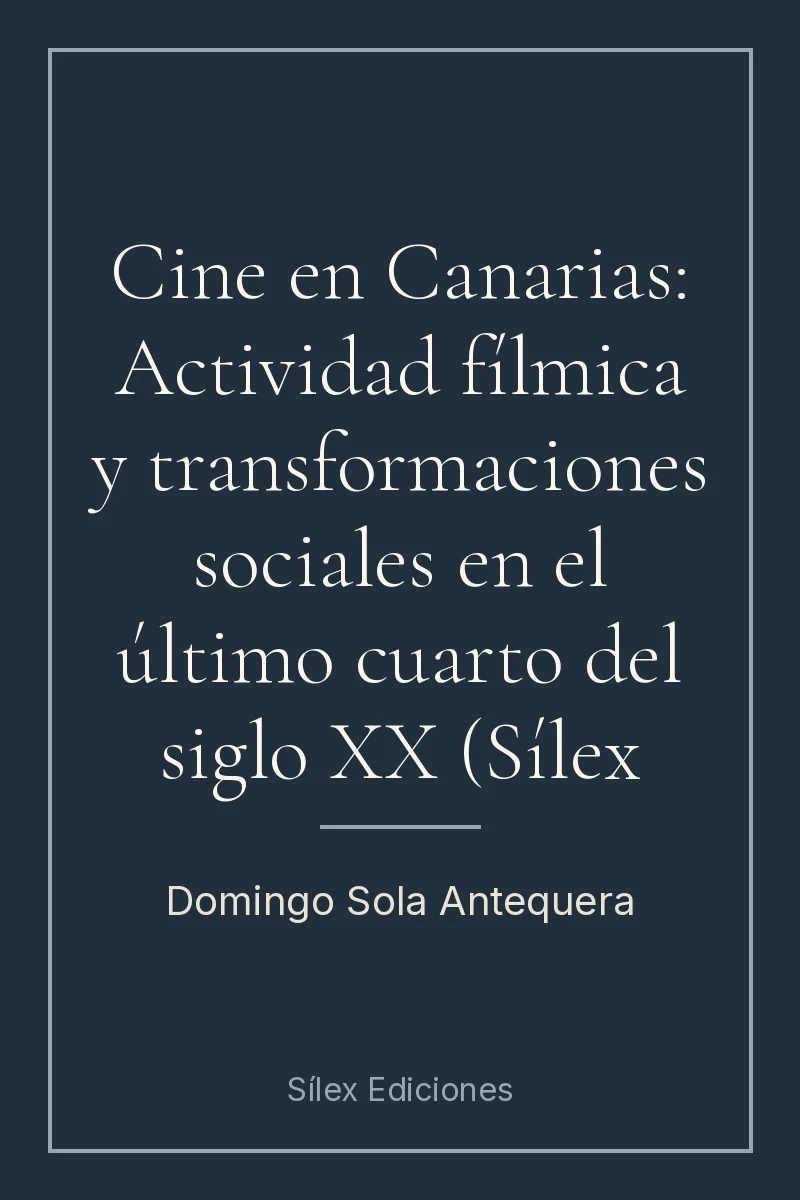 Cine en Canarias:
Actividad fílmica
y transformaciones
sociales en el
último cuarto del
siglo XX (Sílex
Domingo Sola Antequera
Sílex Ediciones